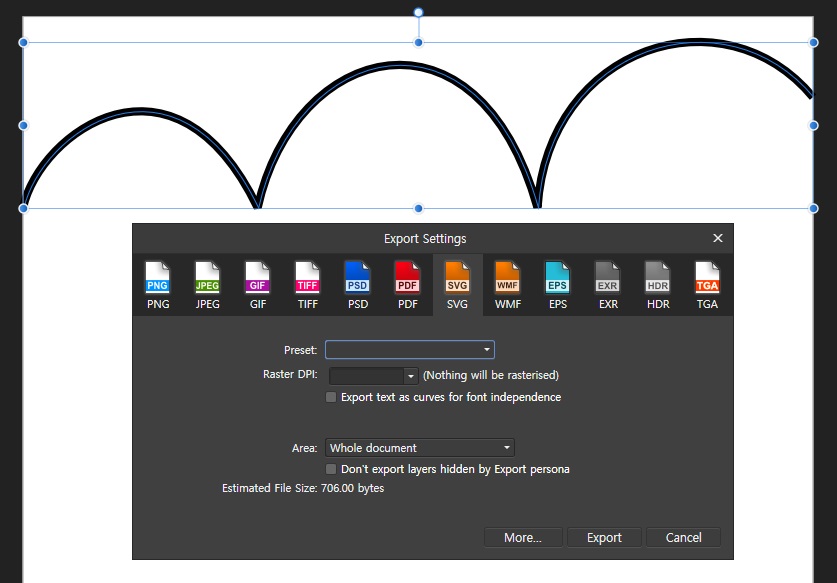 Export Settings
PNG JPEG GIF TIFF PSD PDF SVG WMF EPS EXR HDR TGA
PNG JPEG GIF TIFF PSD PDF SVG WMF EPS EXR HDR TGA
Preset:
Raster DPI: (Nothing will be rasterised)
Export text as curves for font independence
Area: Whole document
Don't export layers hidden by Export persona
Estimated File Size: 706.00 bytes
More... Export Cancel